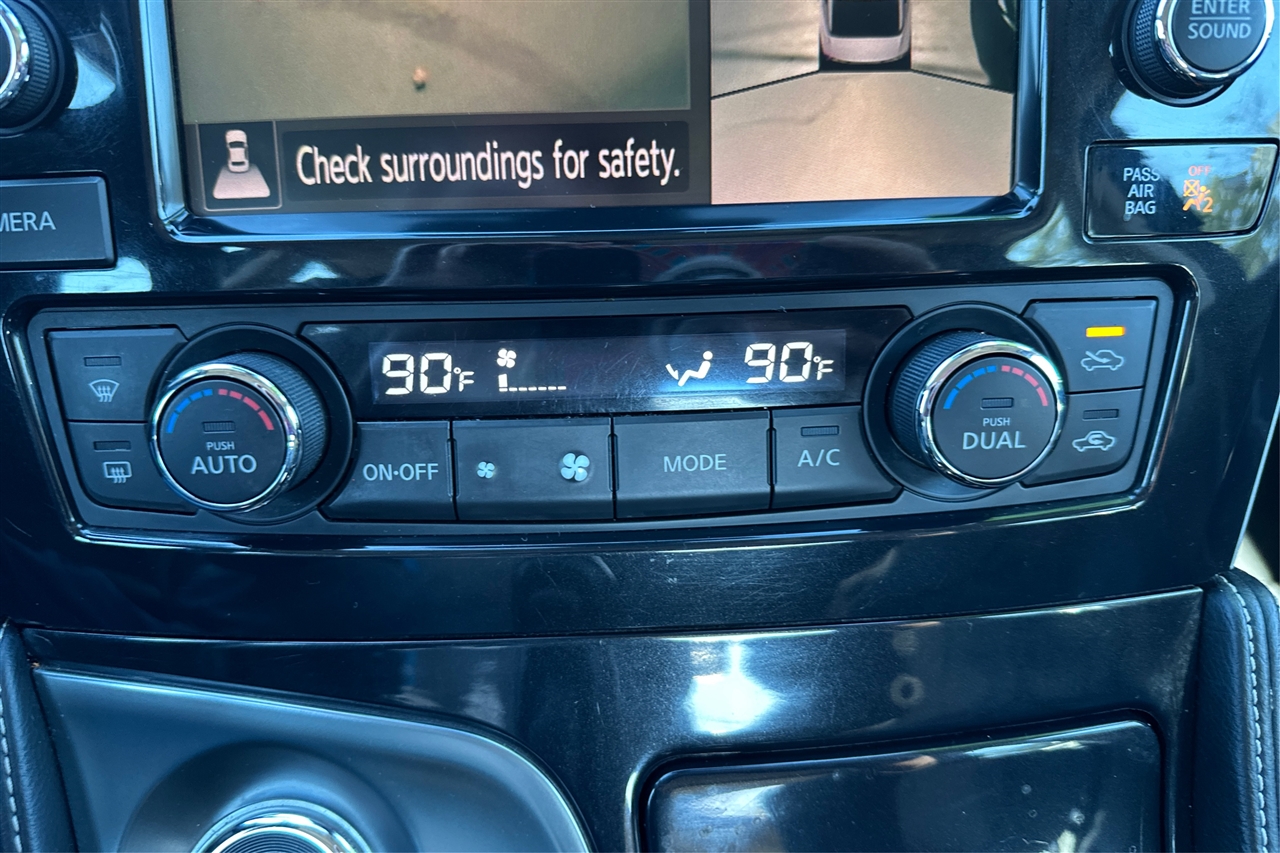 ENTER
SOUND
Check surroundings for safety.
PASS
AIR
BAG
OFF
2
MERA
90°F
90°F
PUSH
AUTO
ON·OFF
MODE
A/C
PUSH
DUAL